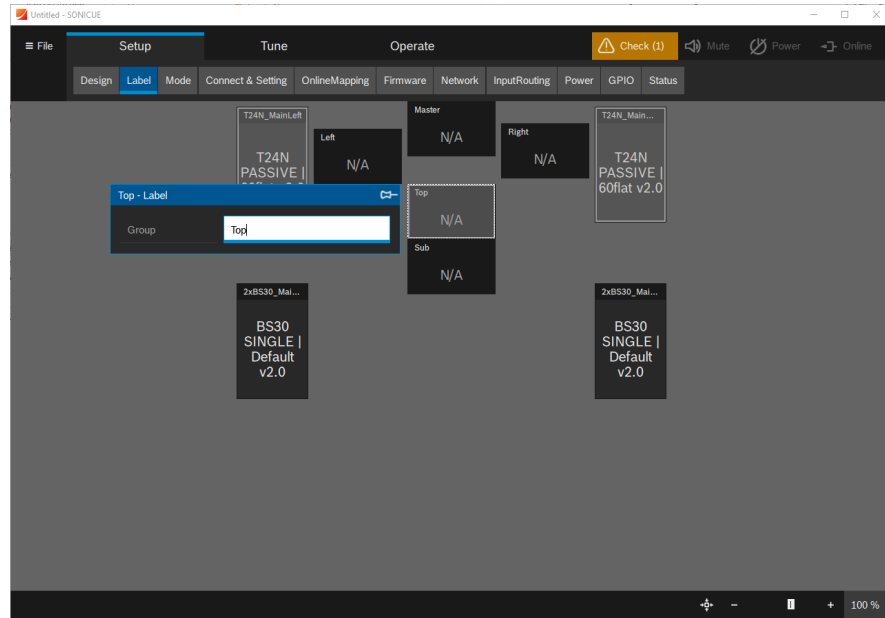 Untitled - SONICUE
≡ File
Setup
Tune
Operate
Check (1)
Mute
Power
Online
Design
Label
Mode
Connect & Setting
OnlineMapping
Firmware
Network
InputRouting
Power
GPIO
Status
T24N_MainLeft
T24N
PASSIVE |
Left
N/A
Master
N/A
Right
N/A
T24N_Main...
T24N
PASSIVE |
60flat v2.0
Top - Label
Group
Top
Top
N/A
Sub
N/A
2xBS30_Mai...
BS30
SINGLE |
Default
v2.0
2xBS30_Mai...
BS30
SINGLE |
Default
v2.0
100 %